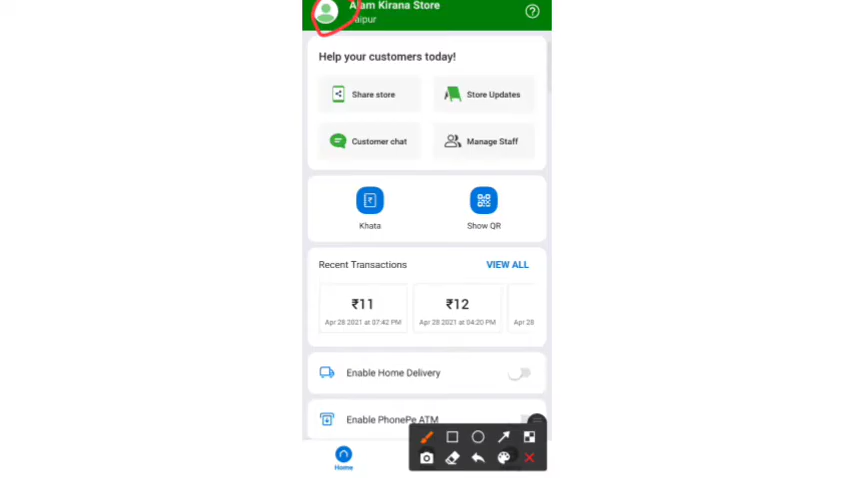 Alam Kirana Store
Jaipur
Help your customers today!
Share store
Store Updates
Customer chat
Manage Staff
Khata
Show QR
Recent Transactions
VIEW ALL
₹11
₹12
Apr 28 2021 at 07:42 PM
Apr 28 2021 at 04:20 PM
Apr 28
Enable Home Delivery
Enable PhonePe ATM
Home